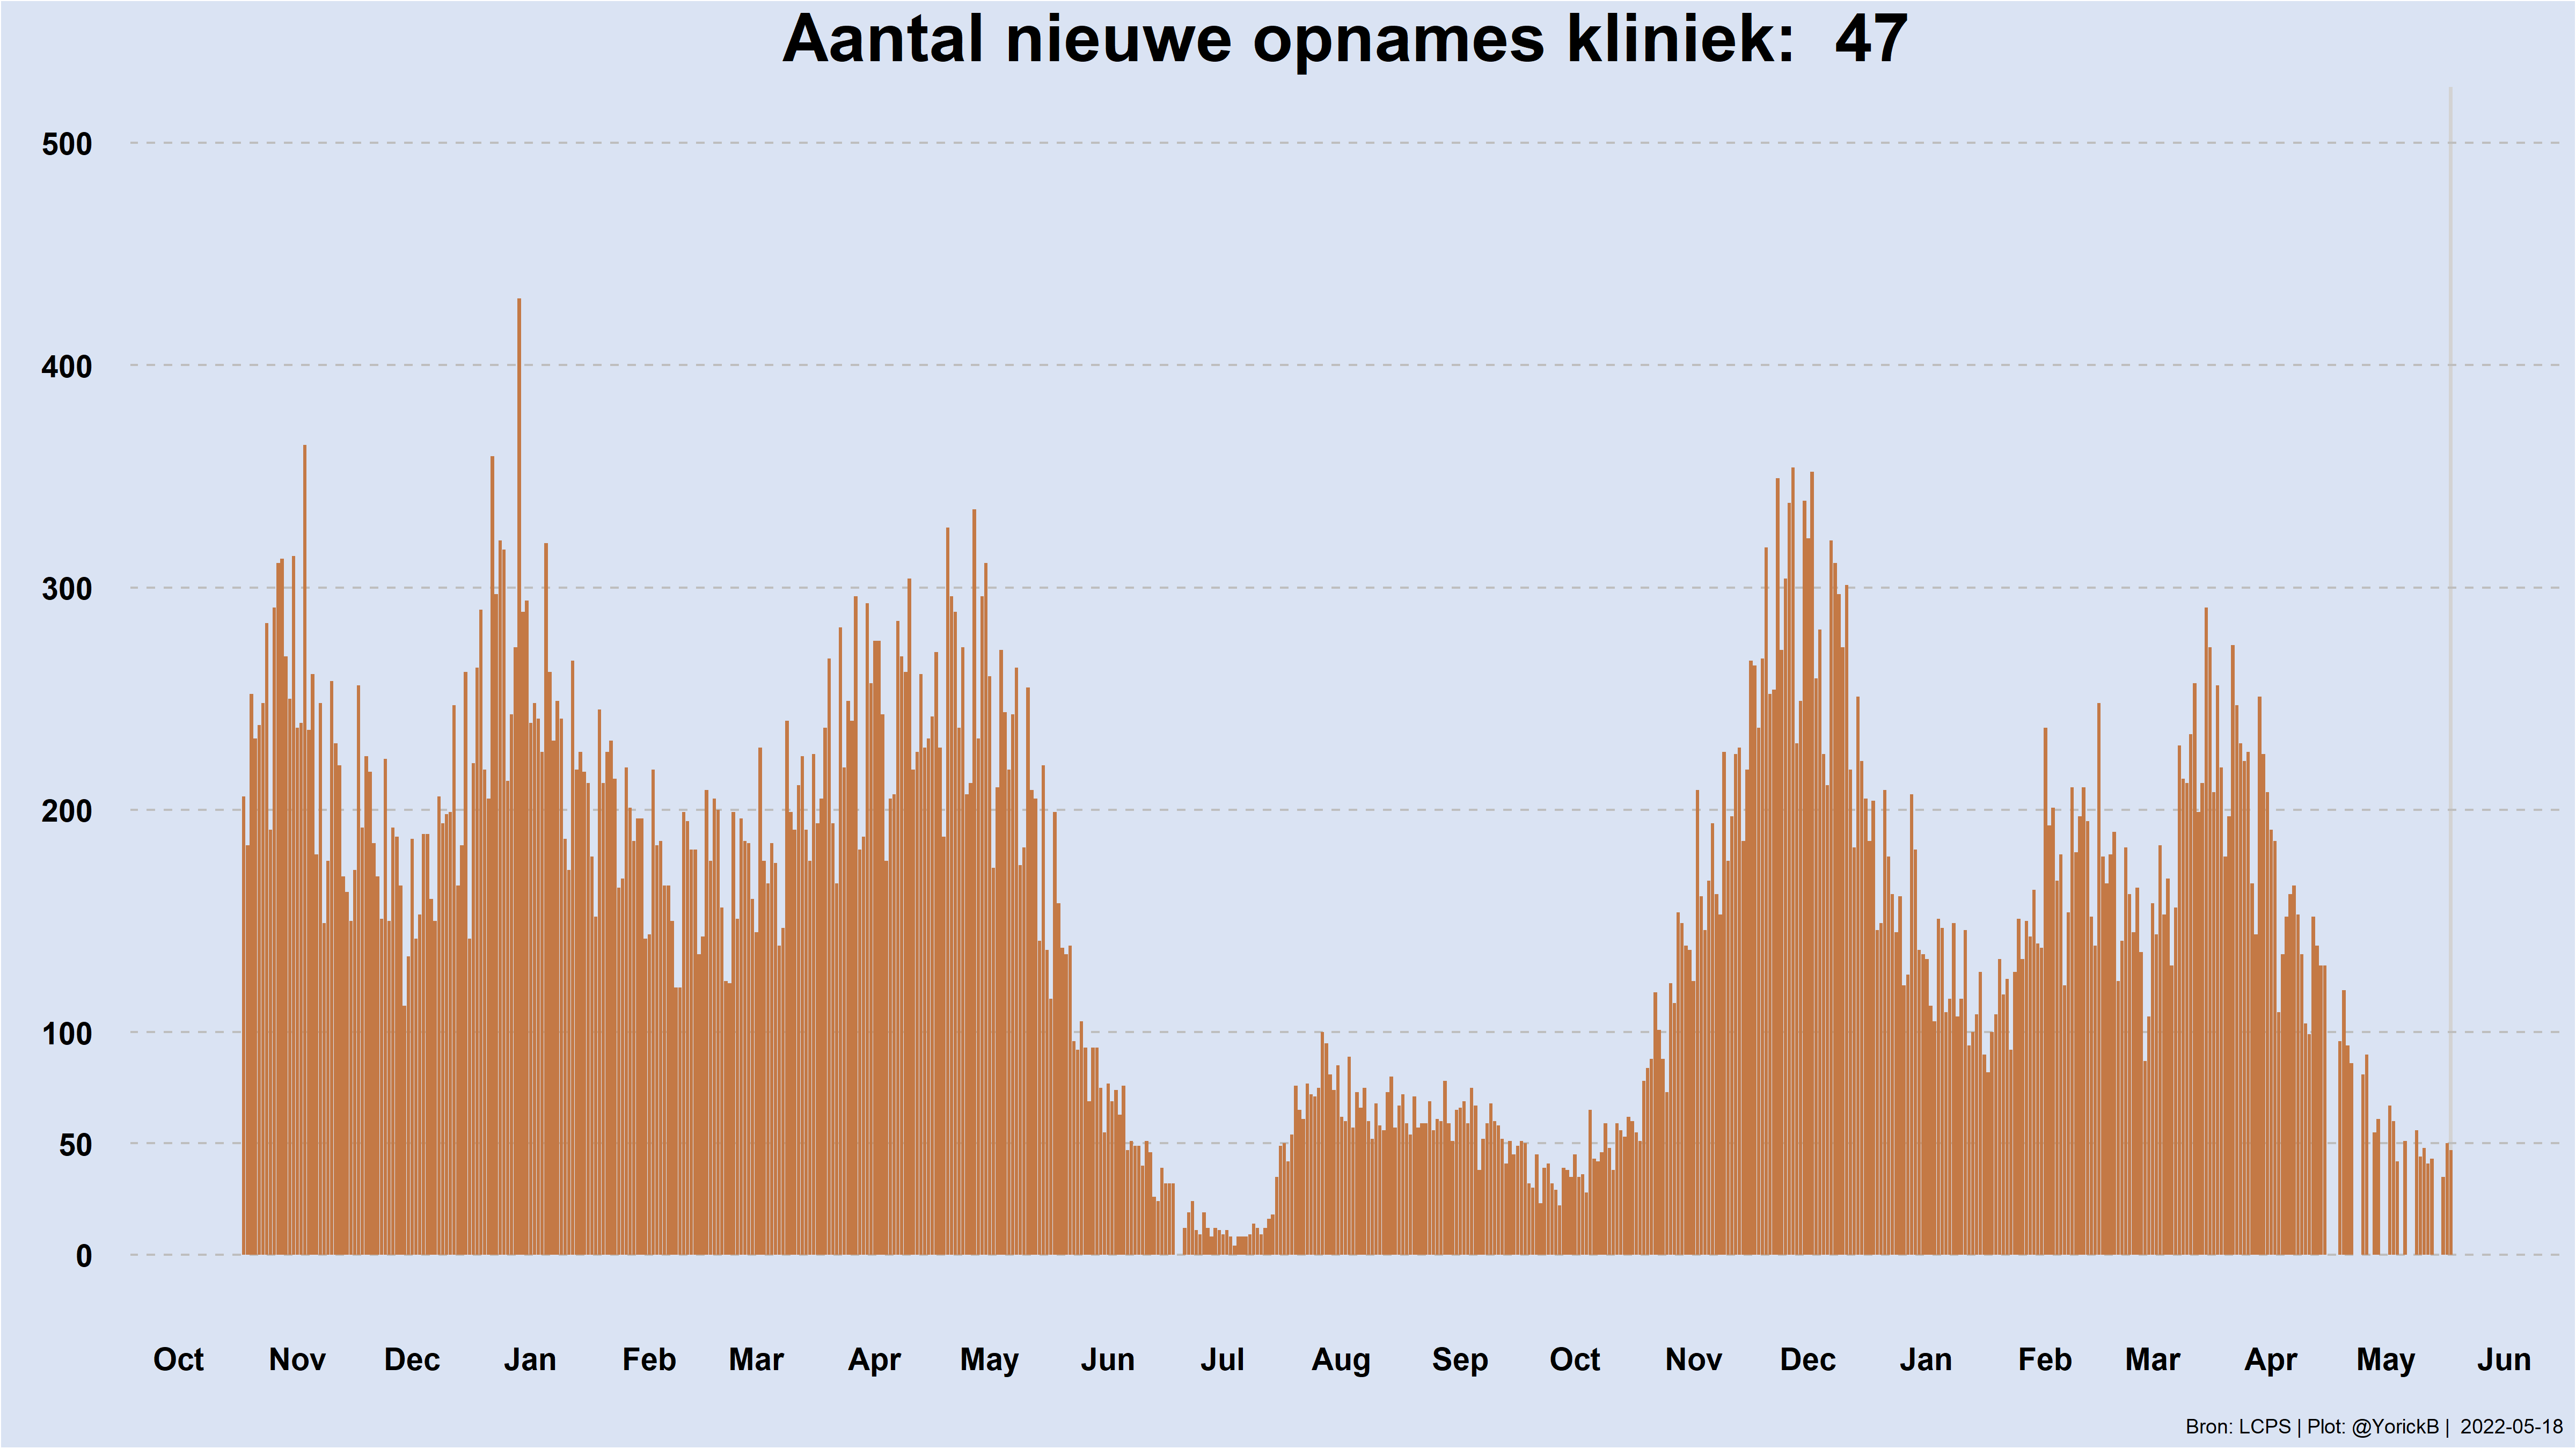 Aantal nieuwe opnames kliniek:  47
500
400
300
200
100
50
0
Oct Nov Dec Jan Feb Mar Apr May Jun Jul Aug Sep Oct Nov Dec Jan Feb Mar Apr May Jun
Bron: LCPS | Plot: @YorickB |  2022-05-18